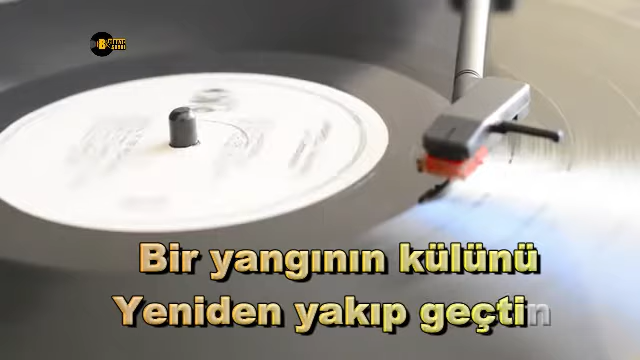 Bir yangının külünü
Yeniden yakıp geçtin